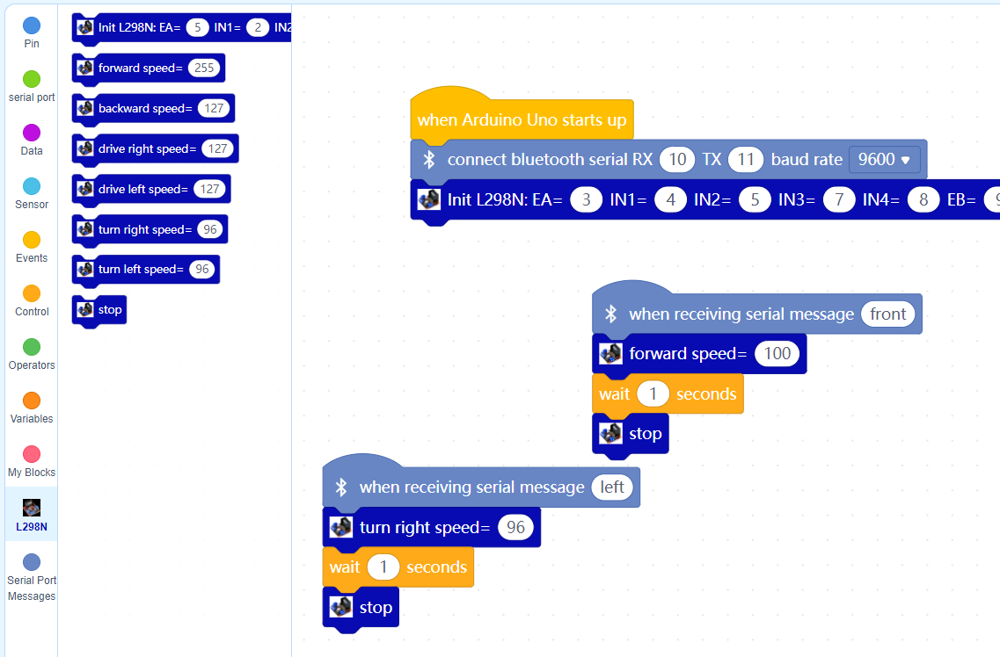 Pin
serial port
Data
Sensor
Events
Control
Operators
Variables
My Blocks
L298N
Serial Port
Messages
Init L298N: EA= 5 IN1= 2 IN2
forward speed= 255
backward speed= 127
drive right speed= 127
drive left speed= 127
turn right speed= 96
turn left speed= 96
stop
when Arduino Uno starts up
connect bluetooth serial RX 10 TX 11 baud rate 9600
Init L298N: EA= 3 IN1= 4 IN2= 5 IN3= 7 IN4= 8 EB=
when receiving serial message front
forward speed= 100
wait 1 seconds
stop
when receiving serial message left
turn right speed= 96
wait 1 seconds
stop